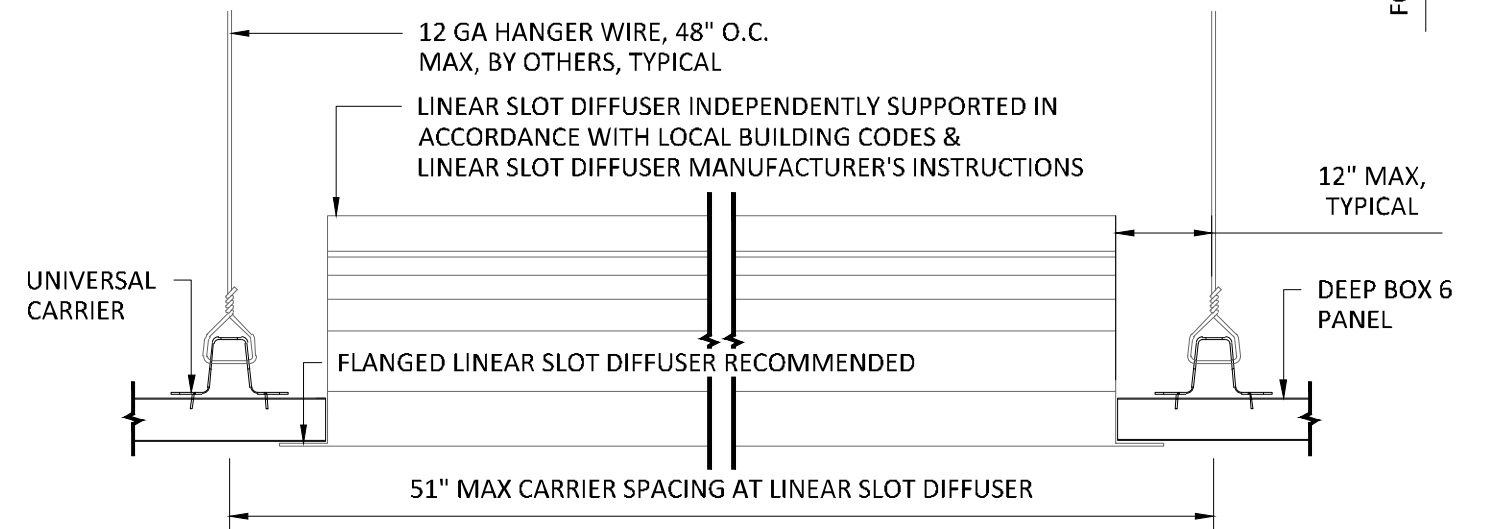 12 GA HANGER WIRE, 48" O.C.
MAX, BY OTHERS, TYPICAL
LINEAR SLOT DIFFUSER INDEPENDENTLY SUPPORTED IN
ACCORDANCE WITH LOCAL BUILDING CODES &
LINEAR SLOT DIFFUSER MANUFACTURER'S INSTRUCTIONS
12" MAX,
TYPICAL
UNIVERSAL
CARRIER
DEEP BOX 6
PANEL
FLANGED LINEAR SLOT DIFFUSER RECOMMENDED
51" MAX CARRIER SPACING AT LINEAR SLOT DIFFUSER